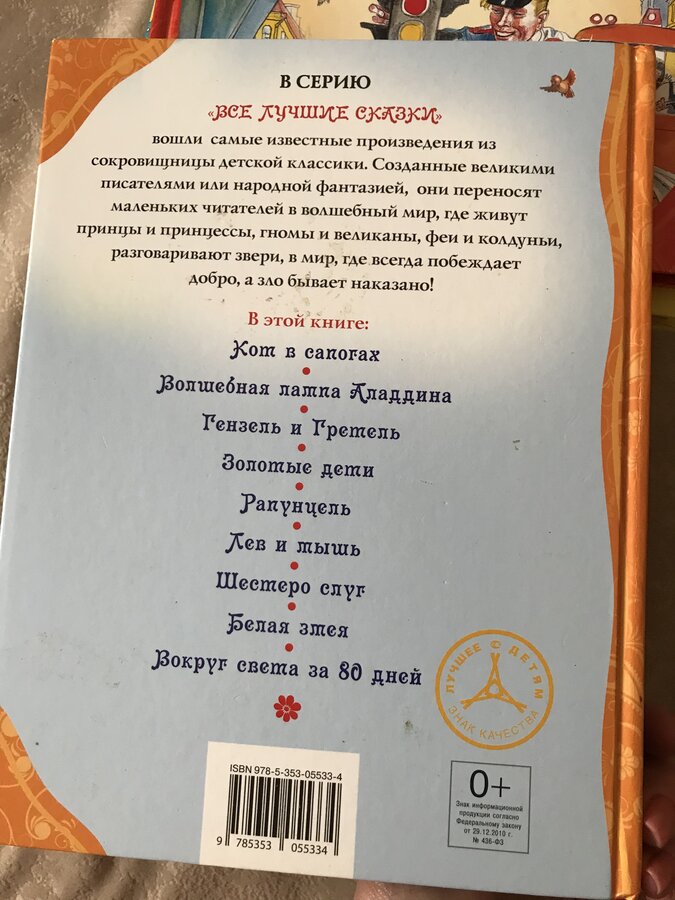 В СЕРИЮ
«ВСЕ ЛУЧШИЕ СКАЗКИ»
вошли самые известные произведения из
сокровищницы детской классики. Созданные великими
писателями или народной фантазией, они переносят
маленьких читателей в волшебный мир, где живут
принцы и принцессы, гномы и великаны, феи и колдуньи,
разговаривают звери, в мир, где всегда побеждает
добро, а зло бывает наказано!
В этой книге:
Кот в сапогах
Волшебная лампа Аладдина
Гензель и Гретель
Золотые дети
Рапунцель
Лев и мышь
Шестеро слуг
Белая змея
Вокруг света за 80 дней
ЛУЧШЕЕ ДЕТЯМ
ЗНАК КАЧЕСТВА
ISBN 978-5-353-05533-4
9 785353 055334
0+
Знак информационной
продукции согласно
Федеральному закону
от 29.12.2010 г.
№ 436-ФЗ